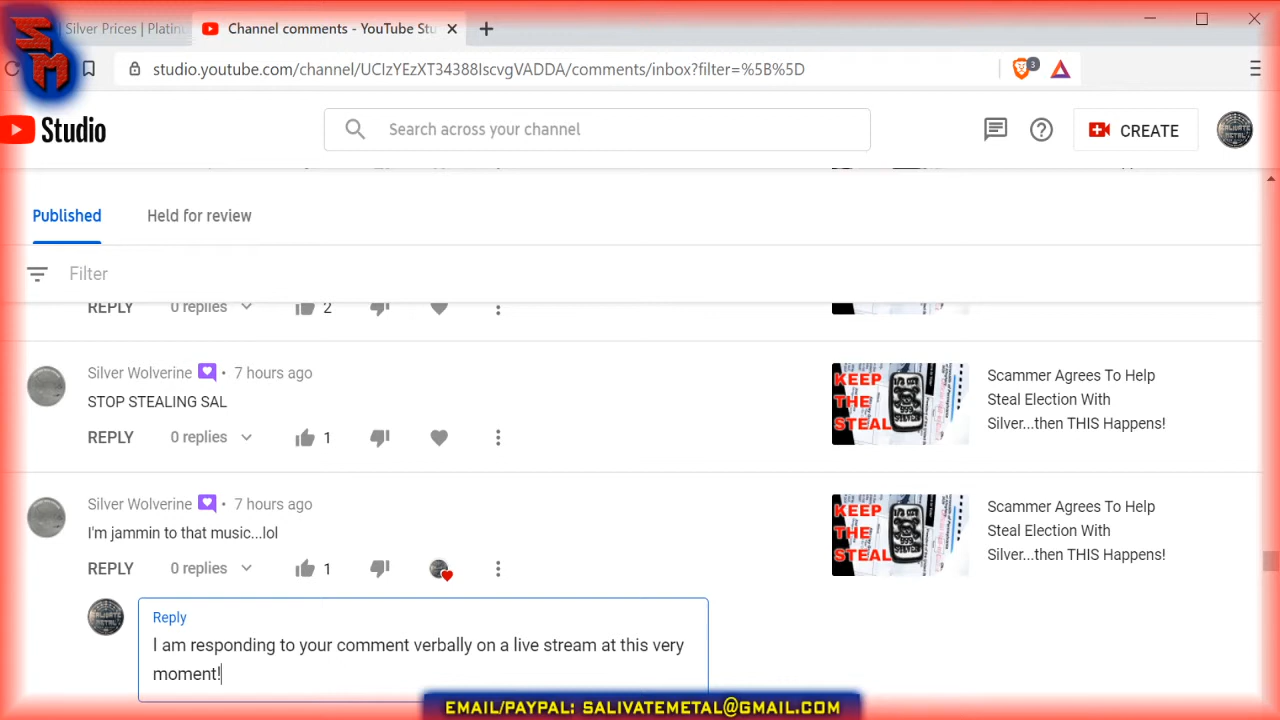 SM
Silver Prices | Platinu
Channel comments - YouTube Stu
studio.youtube.com/channel/UCIzYEzXT34388IscvgVADDA/comments/inbox?filter=%5B%5D
3
Studio
Search across your channel
CREATE
Published
Held for review
Filter
REPLY 0 replies 2
Silver Wolverine • 7 hours ago
STOP STEALING SAL
REPLY 0 replies 1
KEEP
THE
STEAL
Scammer Agrees To Help
Steal Election With
Silver...then THIS Happens!
Silver Wolverine • 7 hours ago
I'm jammin to that music...lol
REPLY 0 replies 1
KEEP
THE
STEAL
Scammer Agrees To Help
Steal Election With
Silver...then THIS Happens!
Reply
I am responding to your comment verbally on a live stream at this very
moment!
EMAIL/PAYPAL: SALIVATEMETAL@GMAIL.COM